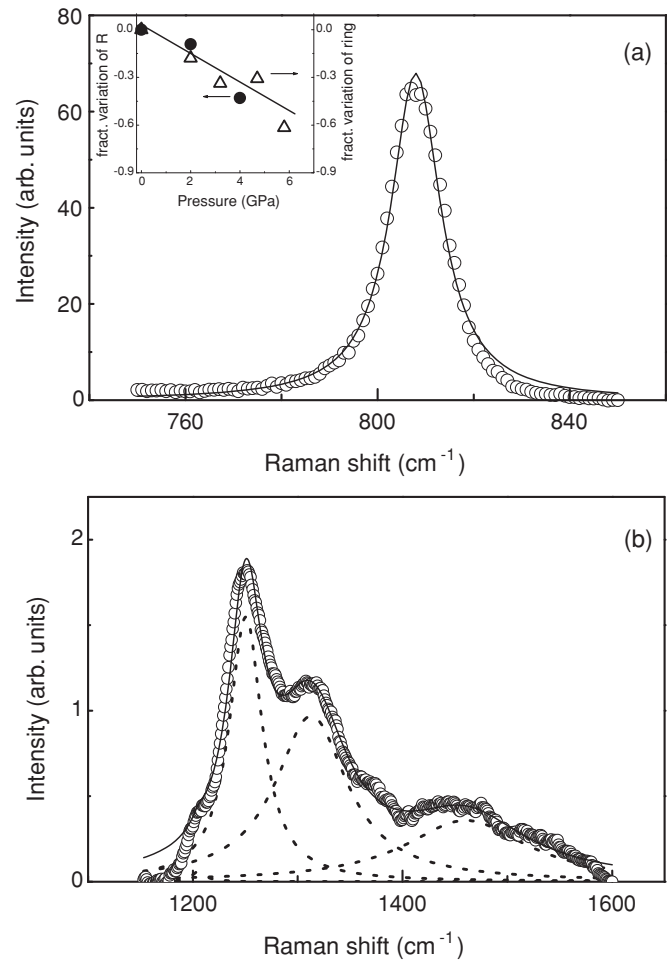 (a)
Intensity (arb. units)
80
60
40
20
0
760 800 840
Raman shift (cm-1)
fract. variation of R
0.0
-0.3
-0.6
-0.9
0 2 4 6
Pressure (GPa)
0.0
-0.3
-0.6
-0.9
fract. variation of ring
(b)
Intensity (arb. units)
2
1
0
1200 1400 1600
Raman shift (cm-1)